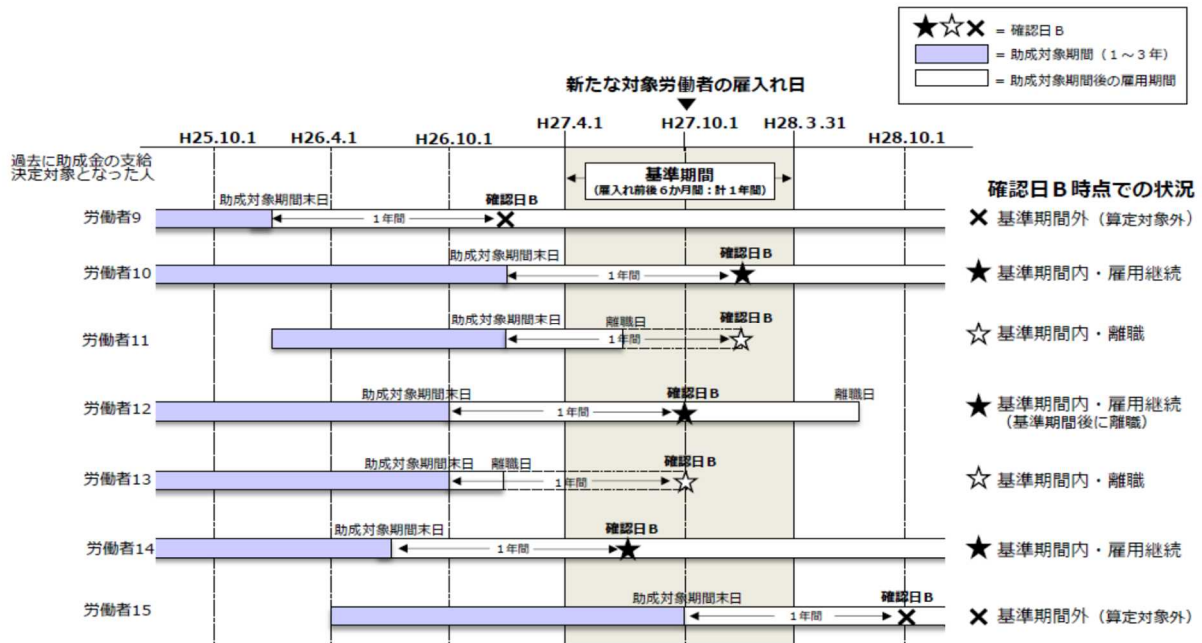 ★☆✕ = 確認日B
= 助成対象期間（1～3年）
= 助成対象期間後の雇用期間
新たな対象労働者の雇入れ日
▼
H25.10.1 H26.4.1 H26.10.1 H27.4.1 H27.10.1 H28.3.31 H28.10.1
過去に助成金の支給
決定対象となった人
基準期間
（雇入れ前後6か月間：計1年間）
確認日B時点での状況
助成対象期間末日 確認日B
労働者9 1年間 ✕ ✕ 基準期間外（算定対象外）
助成対象期間末日 確認日B
労働者10 1年間 ★ ★ 基準期間内・雇用継続
助成対象期間末日 離職日 確認日B
労働者11 1年間 ☆ ☆ 基準期間内・離職
助成対象期間末日 確認日B 離職日
労働者12 1年間 ★ ★ 基準期間内・雇用継続
（基準期間後に離職）
助成対象期間末日 離職日 確認日B
労働者13 1年間 ☆ ☆ 基準期間内・離職
助成対象期間末日 確認日B
労働者14 1年間 ★ ★ 基準期間内・雇用継続
助成対象期間末日 確認日B
労働者15 1年間 ✕ ✕ 基準期間外（算定対象外）